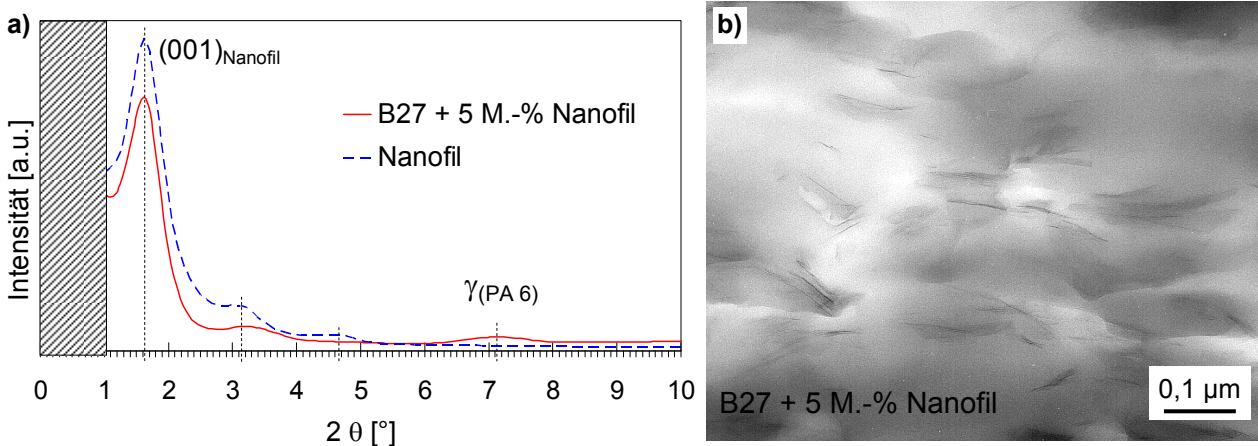 a)
(001)Nanofil
B27 + 5 M.-% Nanofil
Nanofil
γ(PA 6)
Intensität [a.u.]
0 1 2 3 4 5 6 7 8 9 10
2 θ [°]
b)
B27 + 5 M.-% Nanofil
0,1 µm